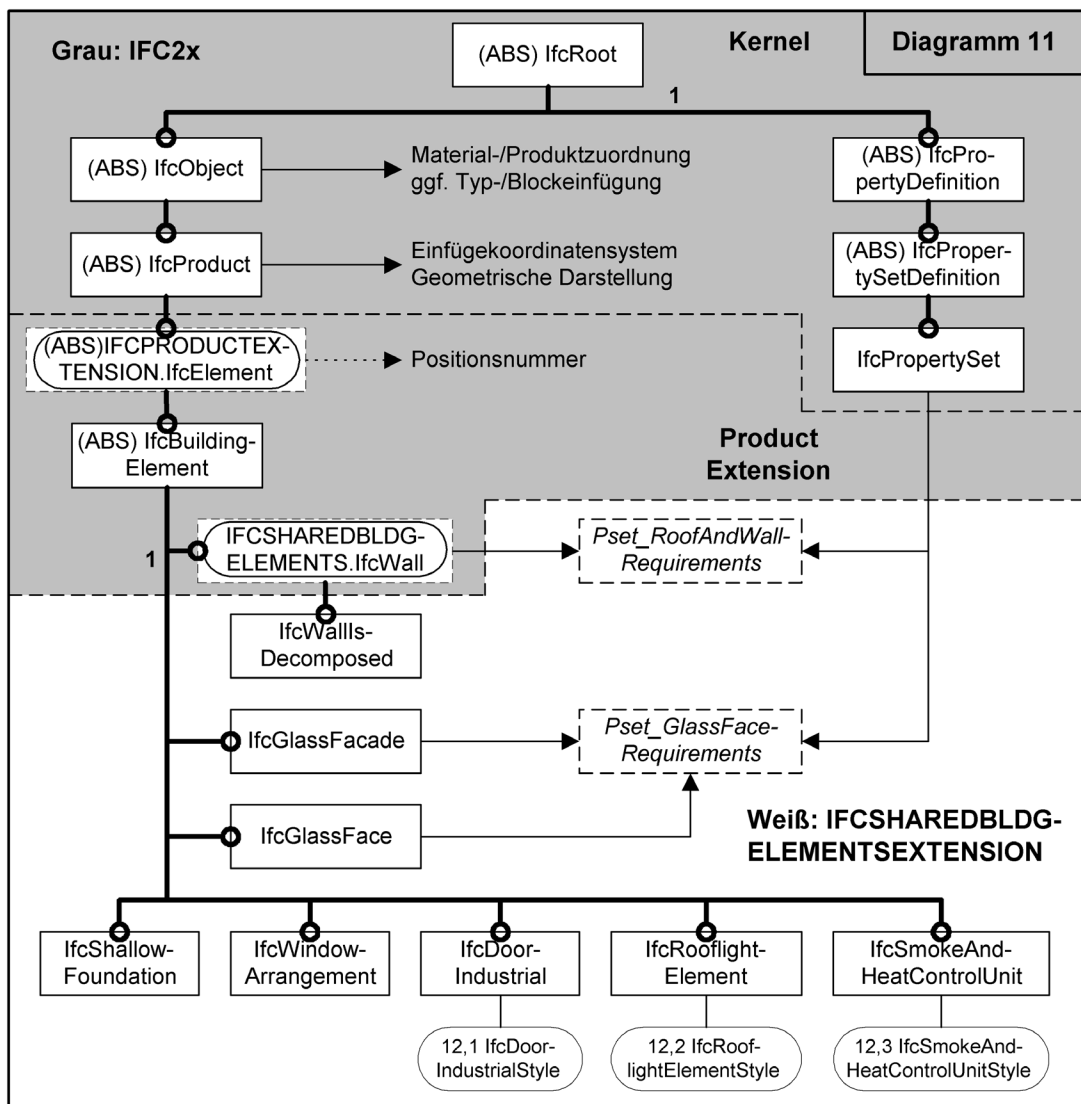 Grau: IFC2x
(ABS) IfcRoot
Kernel
Diagramm 11
1
(ABS) IfcObject
Material-/Produktzuordnung
ggf. Typ-/Blockeinfügung
(ABS) IfcPro-
pertyDefinition
(ABS) IfcProduct
Einfügekoordinatensystem
Geometrische Darstellung
(ABS) IfcProper-
tySetDefinition
(ABS)IFCPRODUCTEX-
TENSION.IfcElement
Positionsnummer
IfcPropertySet
(ABS) IfcBuilding-
Element
Product
Extension
1
IFCSHAREDBLDG-
ELEMENTS.IfcWall
Pset_RoofAndWall-
Requirements
IfcWallIs-
Decomposed
IfcGlassFacade
Pset_GlassFace-
Requirements
IfcGlassFace
Weiß: IFCSHAREDBLDG-
ELEMENTSEXTENSION
IfcShallow-
Foundation
IfcWindow-
Arrangement
IfcDoor-
Industrial
IfcRooflight-
Element
IfcSmokeAnd-
HeatControlUnit
12,1 IfcDoor-
IndustrialStyle
12,2 IfcRoof-
lightElementStyle
12,3 IfcSmokeAnd-
HeatControlUnitStyle